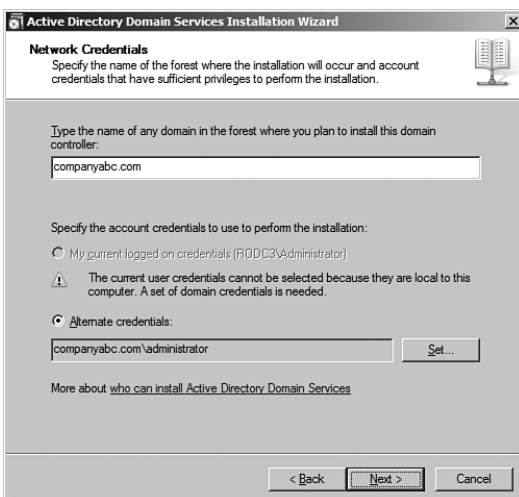 Active Directory Domain Services Installation Wizard
Network Credentials
Specify the name of the forest where the installation will occur and account
credentials that have sufficient privileges to perform the installation.
Type the name of any domain in the forest where you plan to install this domain
controller:
companyabc.com
Specify the account credentials to use to perform the installation:
My current logged on credentials (RODC3\Administrator)
The current user credentials cannot be selected because they are local to this
computer. A set of domain credentials is needed.
Alternate credentials:
companyabc.com\administrator
Set...
More about who can install Active Directory Domain Services
< Back
Next >
Cancel